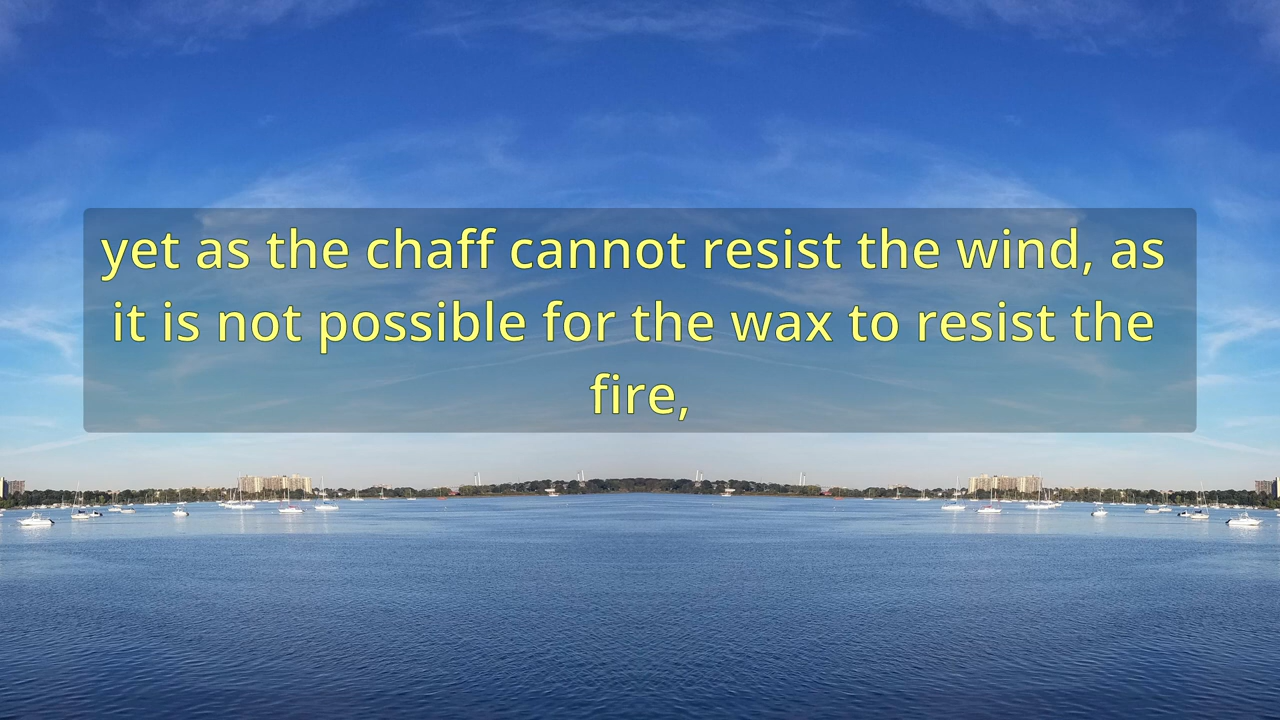 yet as the chaff cannot resist the wind, as
it is not possible for the wax to resist the
fire,